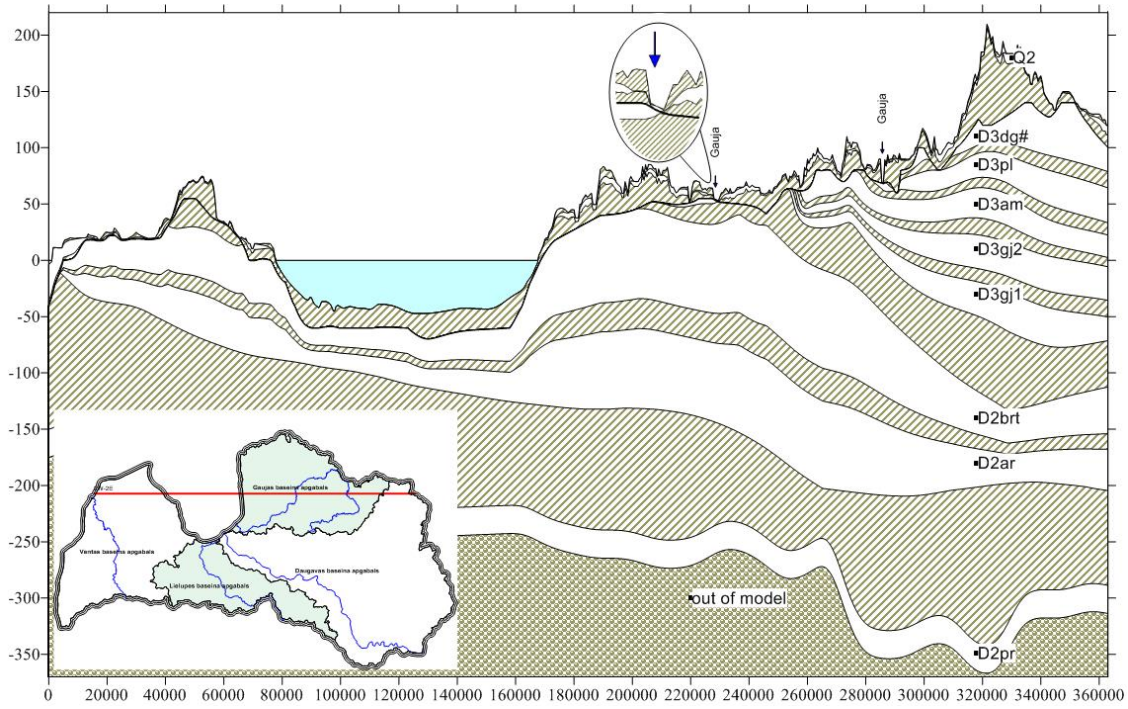 200
150
100
50
0
-50
-100
-150
-200
-250
-300
-350
Gauja
Gauja
Q2
D3dg#
D3pl
D3am
D3gj2
D3gj1
D2brt
D2ar
out of model
D2pr
Gaujas baseina apgabals
Ventas baseina apgabals
Daugavas baseina apgabals
Lielupes baseina apgabals
0 20000 40000 60000 80000 100000 120000 140000 160000 180000 200000 220000 240000 260000 280000 300000 320000 340000 360000